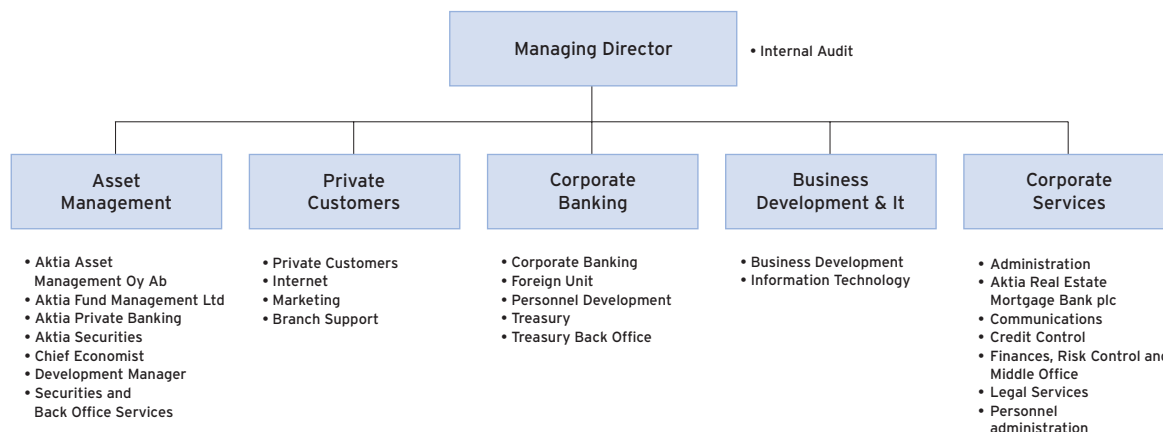 Managing Director
• Internal Audit
Asset
Management
Private
Customers
Corporate
Banking
Business
Development & It
Corporate
Services
• Aktia Asset
Management Oy Ab
• Aktia Fund Management Ltd
• Aktia Private Banking
• Aktia Securities
• Chief Economist
• Development Manager
• Securities and
Back Office Services
• Private Customers
• Internet
• Marketing
• Branch Support
• Corporate Banking
• Foreign Unit
• Personnel Development
• Treasury
• Treasury Back Office
• Business Development
• Information Technology
• Administration
• Aktia Real Estate
Mortgage Bank plc
• Communications
• Credit Control
• Finances, Risk Control and
Middle Office
• Legal Services
• Personnel
administration